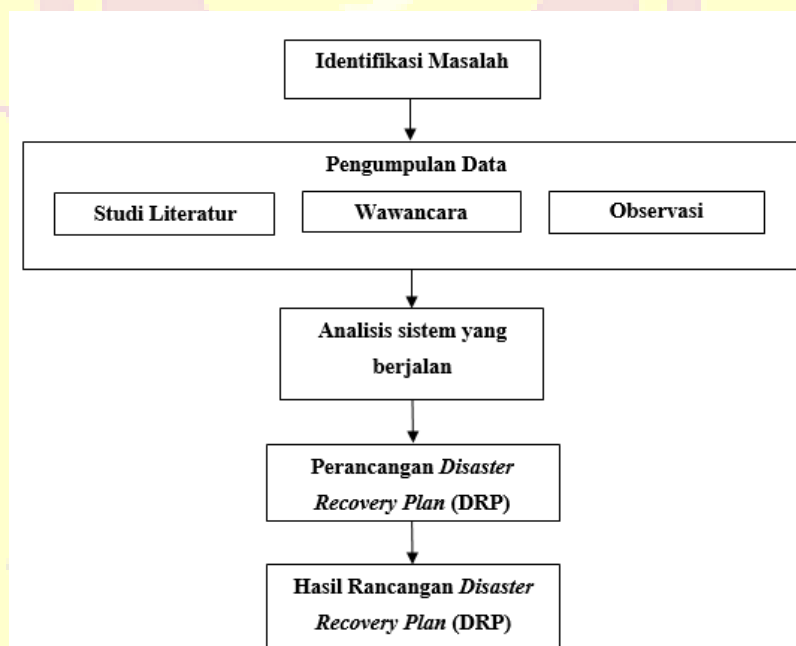 Identifikasi Masalah
Pengumpulan Data
Studi Literatur
Wawancara
Observasi
Analisis sistem yang
berjalan
Perancangan Disaster
Recovery Plan (DRP)
Hasil Rancangan Disaster
Recovery Plan (DRP)